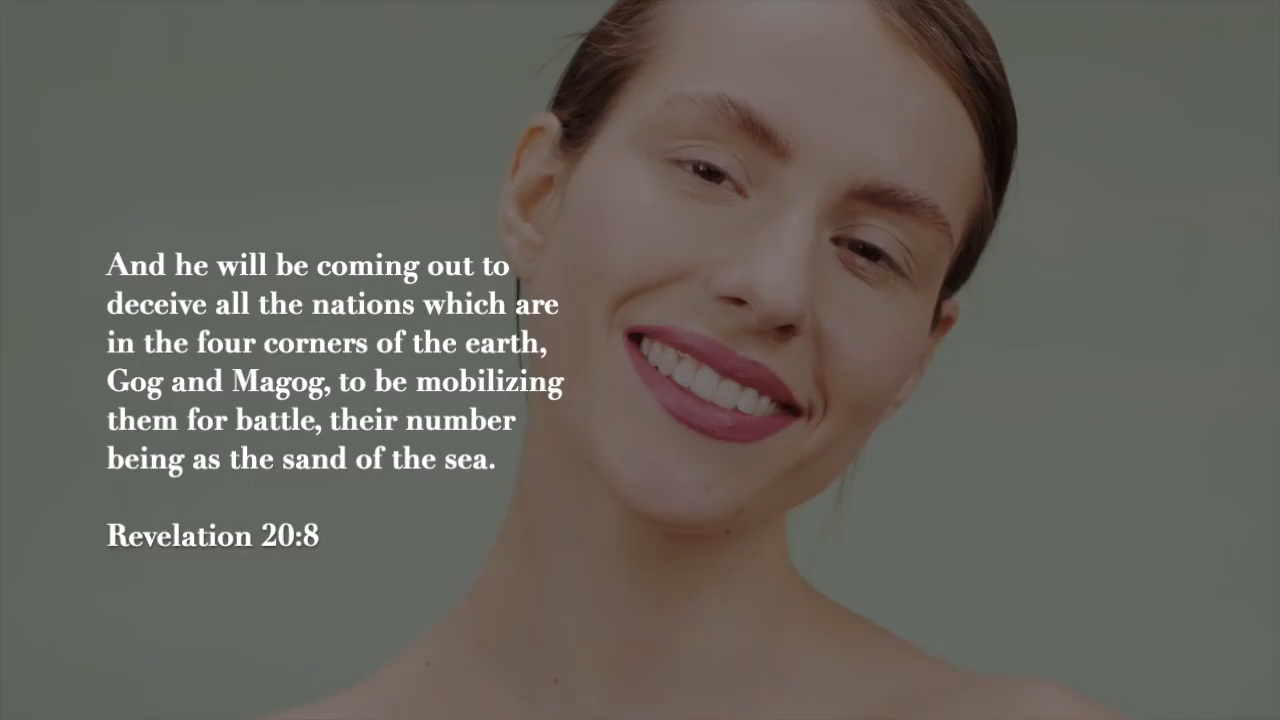 And he will be coming out to
deceive all the nations which are
in the four corners of the earth,
Gog and Magog, to be mobilizing
them for battle, their number
being as the sand of the sea.
Revelation 20:8